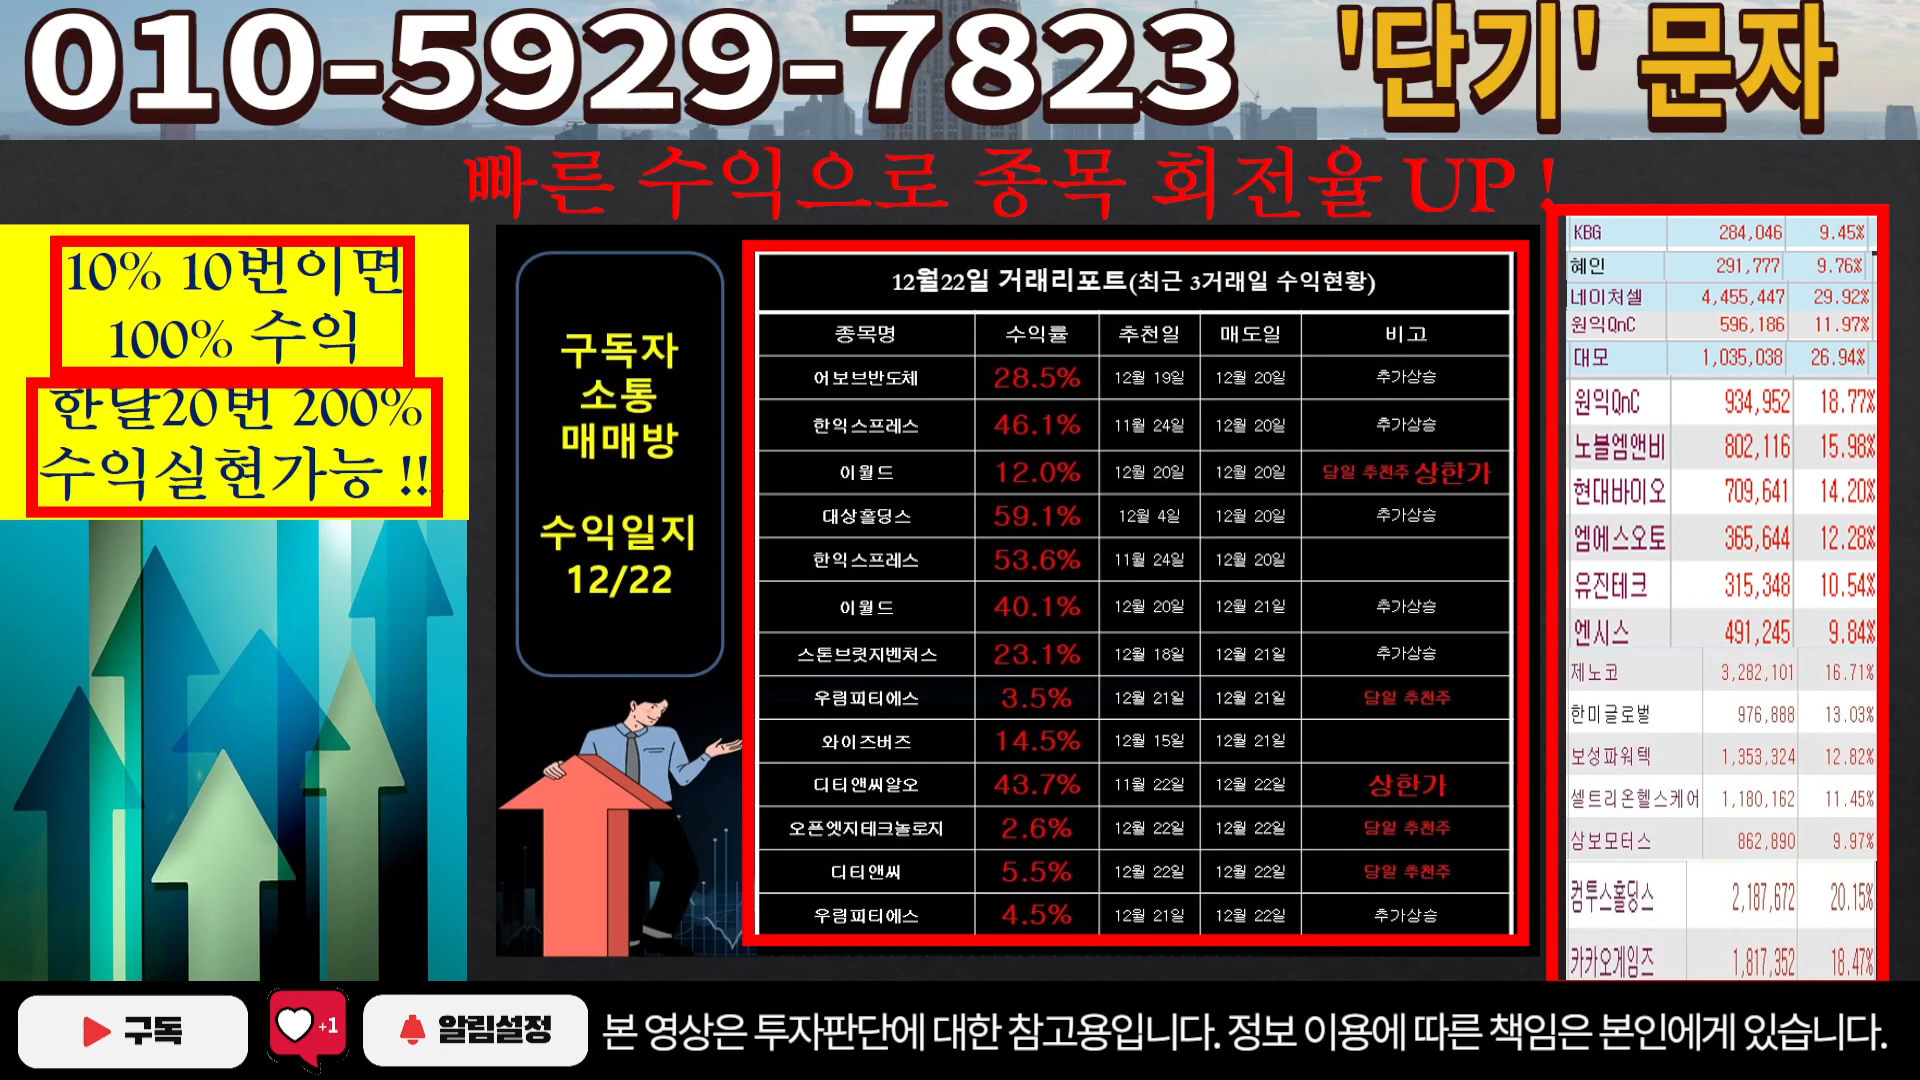 010-5929-7823 '단기' 문자
빠른 수익으로 종목 회전율 UP !
10% 10번이면
100% 수익
한달20번 200%
수익실현가능 !!
구독자
소통
매매방
수익일지
12/22
12월22일 거래리포트(최근 3거래일 수익현황)
종목명 수익률 추천일 매도일 비고
어보브반도체 28.5% 12월 19일 12월 20일 추가상승
한익스프레스 46.1% 11월 24일 12월 20일 추가상승
이월드 12.0% 12월 20일 12월 20일 당일 추천주 상한가
대상홀딩스 59.1% 12월 4일 12월 20일 추가상승
한익스프레스 53.6% 11월 24일 12월 20일
이월드 40.1% 12월 20일 12월 21일 추가상승
스톤브릿지벤처스 23.1% 12월 18일 12월 21일 추가상승
우럼피티에스 3.5% 12월 21일 12월 21일 당일 추천주
와이즈버즈 14.5% 12월 15일 12월 21일
디티앤씨알오 43.7% 11월 22일 12월 22일 상한가
오픈엣지테크놀로지 2.6% 12월 22일 12월 22일 당일 추천주
디티앤씨 5.5% 12월 22일 12월 22일 당일 추천주
우럼피티에스 4.5% 12월 21일 12월 22일 추가상승
KBG 284,046 9.45%
혜인 291,777 9.76%
네이처셀 4,455,447 29.92%
원익QnC 596,186 11.97%
대모 1,035,038 26.94%
원익QnC 934,952 18.77%
노블엠앤비 802,116 15.98%
현대바이오 709,641 14.20%
엠에스오토 365,644 12.28%
유진테크 315,348 10.54%
엔시스 491,245 9.84%
제노코 3,282,101 16.71%
한미글로벌 976,888 13.03%
보성파워텍 1,353,324 12.82%
셀트리온헬스케어 1,180,162 11.45%
삼보모터스 862,890 9.97%
컴투스홀딩스 2,187,672 20.15%
카카오게임즈 1,817,352 18.47%
구독 +1 알림설정 본 영상은 투자판단에 대한 참고용입니다. 정보 이용에 따른 책임은 본인에게 있습니다.